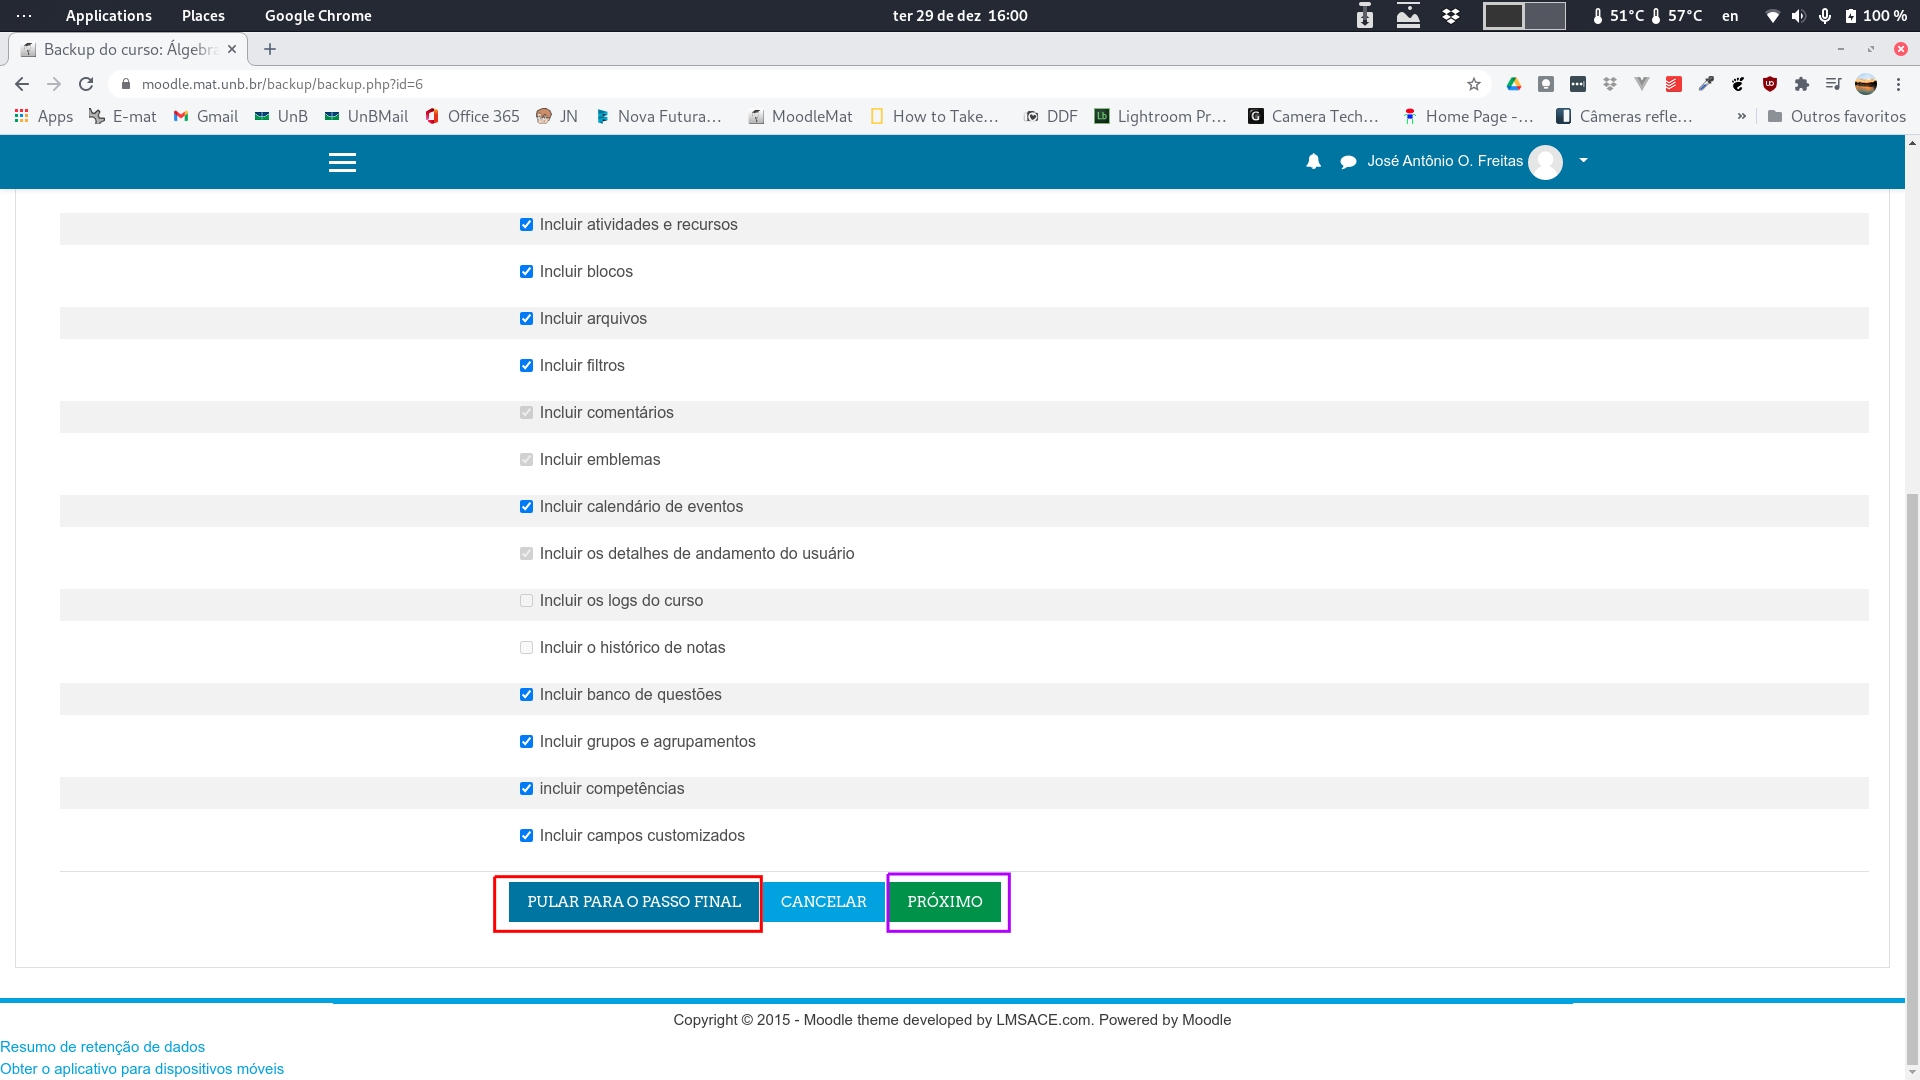 Applications Places Google Chrome ter 29 de dez 16:00 51°C 57°C en 100 %
Backup do curso: Álgebra
moodle.mat.unb.br/backup/backup.php?id=6
Apps E-mat Gmail UnB UnBMail Office 365 JN Nova Futura... MoodleMat How to Take... DDF Lightroom Pr... Camera Tech... Home Page -... Câmeras refle... » Outros favoritos
José Antônio O. Freitas
Incluir atividades e recursos
Incluir blocos
Incluir arquivos
Incluir filtros
Incluir comentários
Incluir emblemas
Incluir calendário de eventos
Incluir os detalhes de andamento do usuário
Incluir os logs do curso
Incluir o histórico de notas
Incluir banco de questões
Incluir grupos e agrupamentos
incluir competências
Incluir campos customizados
PULAR PARA O PASSO FINAL CANCELAR PRÓXIMO
Copyright © 2015 - Moodle theme developed by LMSACE.com. Powered by Moodle
Resumo de retenção de dados
Obter o aplicativo para dispositivos móveis